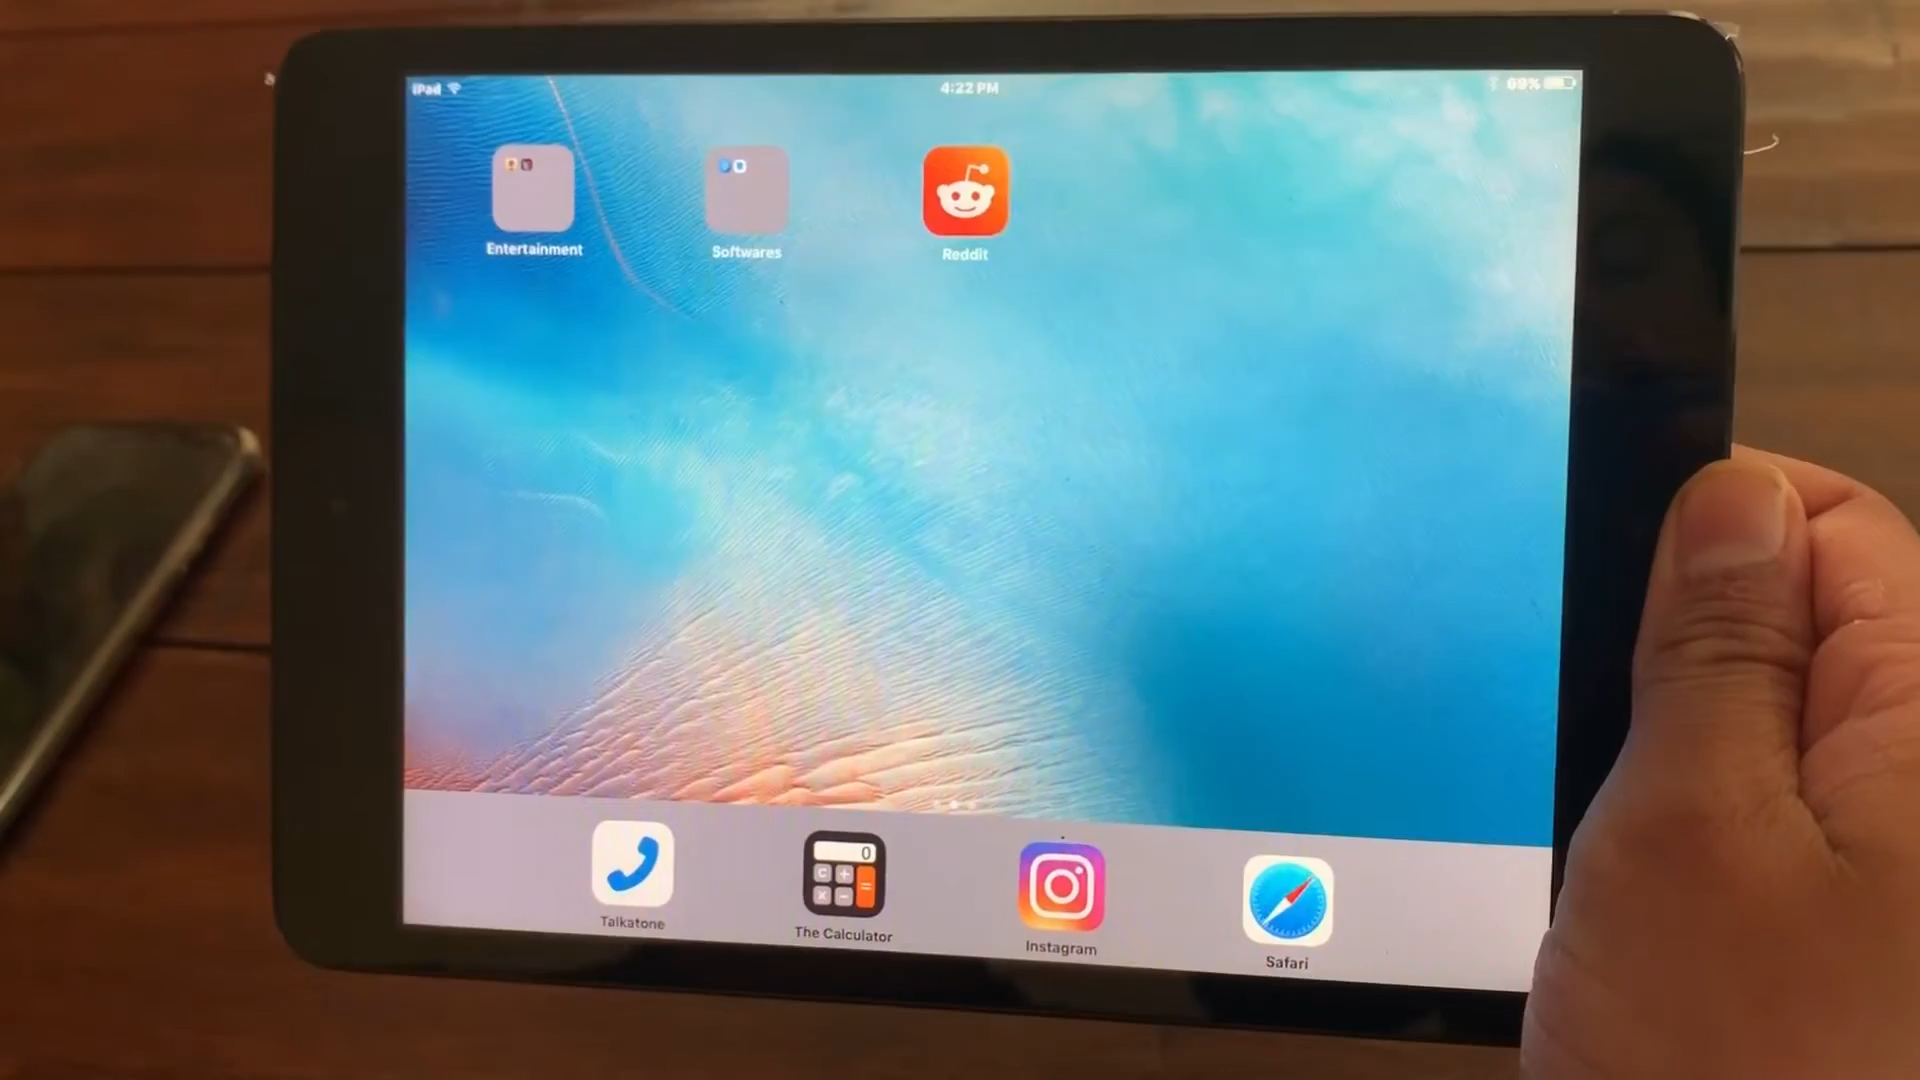 iPad
4:22 PM
69%
Entertainment
Softwares
Reddit
0
C +
=
x -
Talkatone
The Calculator
Instagram
Safari